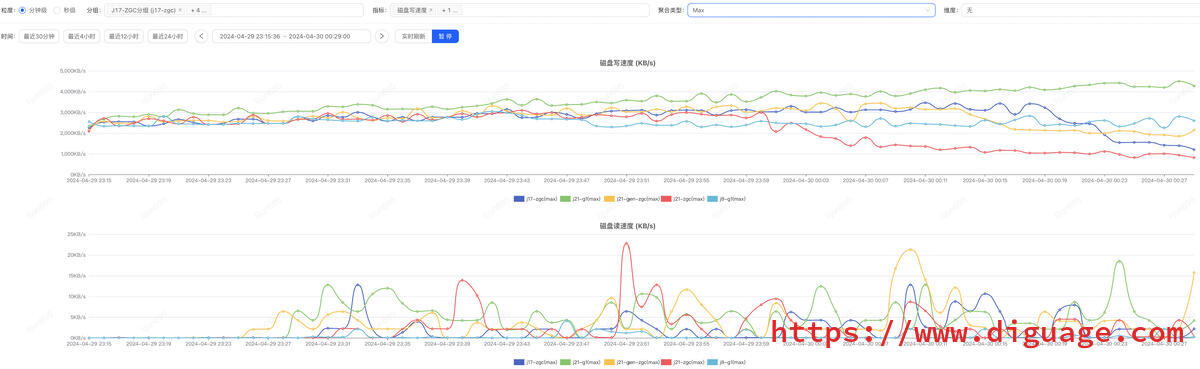 粒度: 分钟级 秒级 分组: J17-ZGC分组 (j17-zgc) × + 4 ... 指标: 磁盘写速度 × + 1 ... 聚合类型: Max 维度: 无
时间: 最近30分钟 最近4小时 最近12小时 最近24小时 < 2024-04-29 23:15:36 ~ 2024-04-30 00:29:00 > 实时刷新 暂 停
磁盘写速度 (KB/s)
5,000KB/s
4,000KB/s
3,000KB/s
2,000KB/s
1,000KB/s
0KB/s
2024-04-29 23:15 2024-04-29 23:19 2024-04-29 23:23 2024-04-29 23:27 2024-04-29 23:31 2024-04-29 23:35 2024-04-29 23:39 2024-04-29 23:43 2024-04-29 23:47 2024-04-29 23:51 2024-04-29 23:55 2024-04-29 23:59 2024-04-30 00:03 2024-04-30 00:07 2024-04-30 00:11 2024-04-30 00:15 2024-04-30 00:19 2024-04-30 00:23 2024-04-30 00:27
j17-zgc(max) j21-g1(max) j21-gen-zgc(max) j21-zgc(max) j8-g1(max)
磁盘读速度 (KB/s)
25KB/s
20KB/s
15KB/s
10KB/s
5KB/s
0KB/s
2024-04-29 23:15 2024-04-29 23:19 2024-04-29 23:23 2024-04-29 23:27 2024-04-29 23:31 2024-04-29 23:35 2024-04-29 23:39 2024-04-29 23:43 2024-04-29 23:47 2024-04-29 23:51 2024-04-29 23:55 2024-04-29 23:59 2024-04-30 00:03 2024-04-30 00:07 2024-04-30 00:11 2024-04-30 00:15 2024-04-30 00:19 2024-04-30 00:23 2024-04-30 00:27
https://www.diguage.com
j17-zgc(max) j21-g1(max) j21-gen-zgc(max) j21-zgc(max) j8-g1(max)